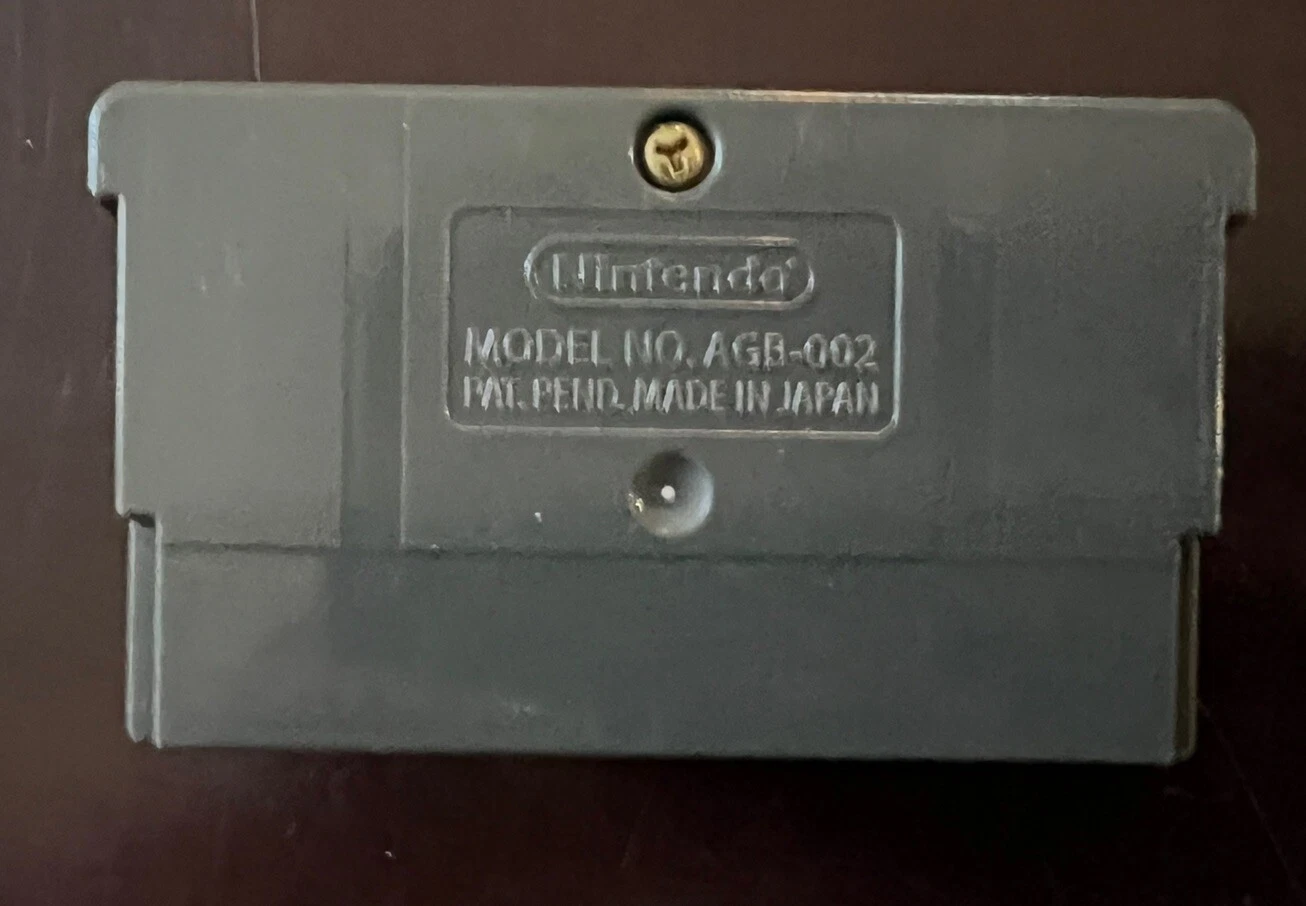 Nintendo
MODEL NO. AGB-002
PAT. PEND. MADE IN JAPAN